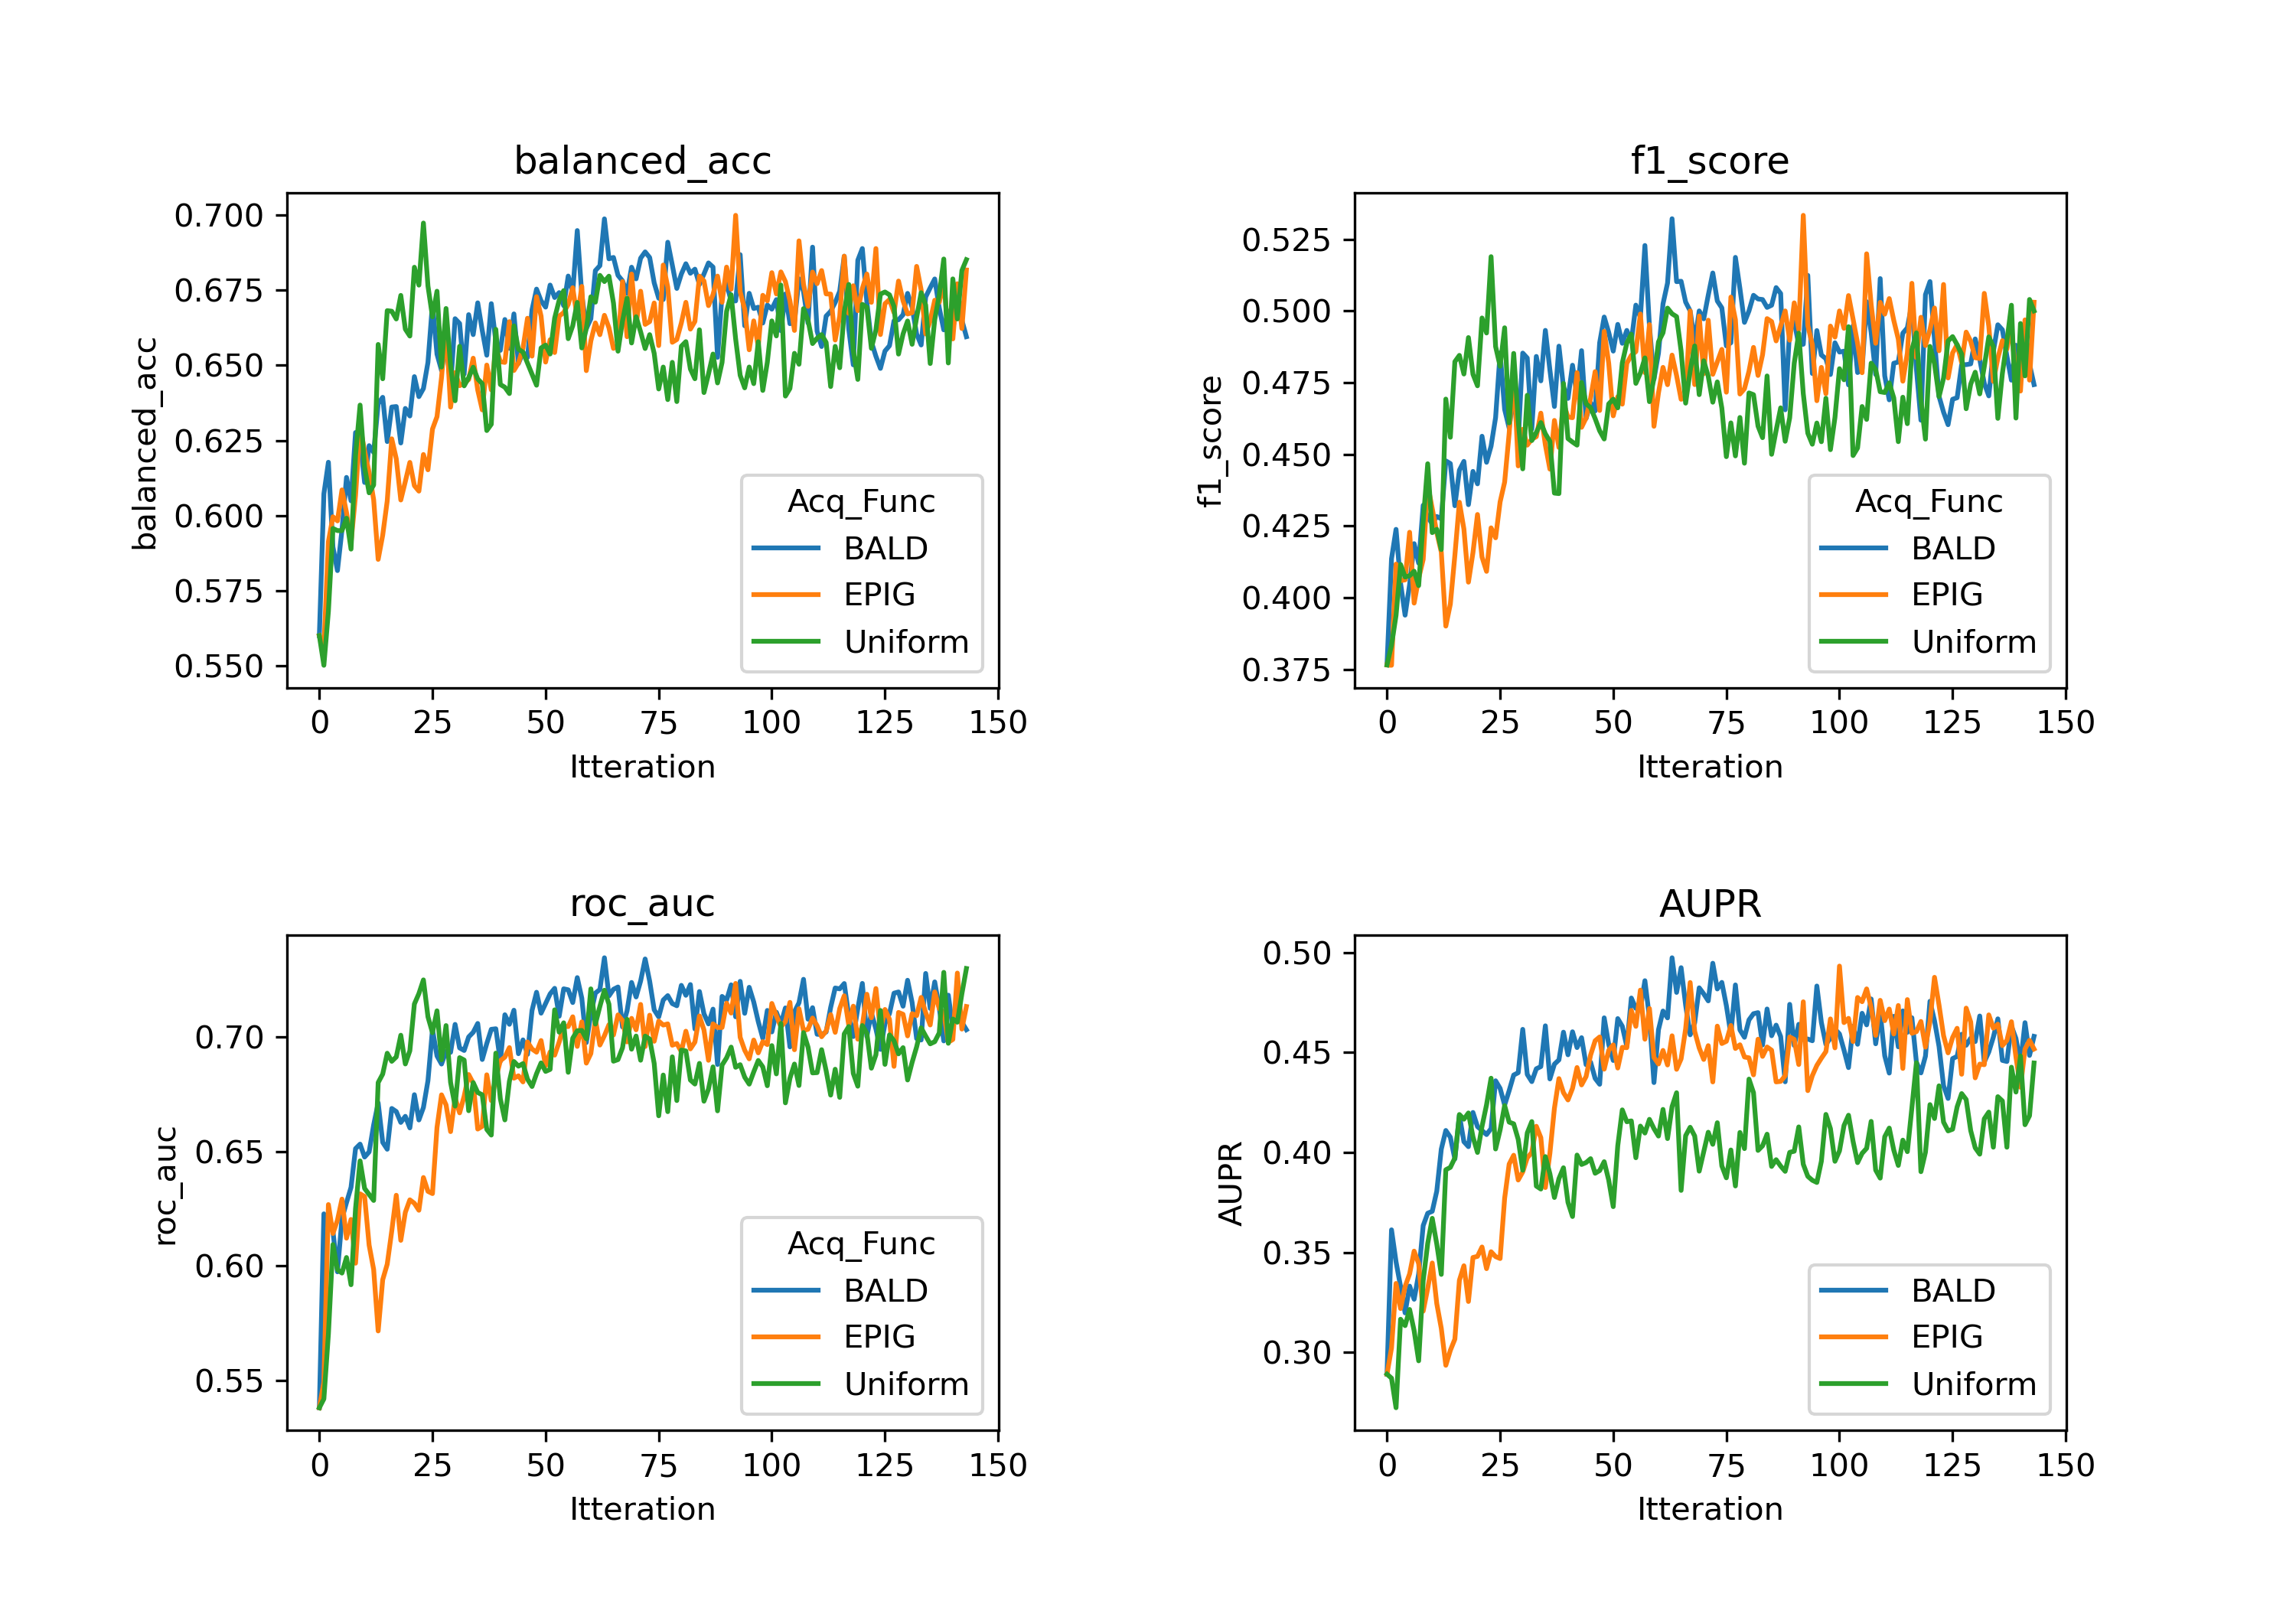 balanced_acc
0.700
0.675
0.650
0.625
0.600
0.575
0.550
balanced_acc
Acq_Func
BALD
EPIG
Uniform
0 25 50 75 100 125 150
Itteration
f1_score
0.525
0.500
0.475
0.450
0.425
0.400
0.375
f1_score
Acq_Func
BALD
EPIG
Uniform
0 25 50 75 100 125 150
Itteration
roc_auc
0.70
0.65
0.60
0.55
roc_auc
Acq_Func
BALD
EPIG
Uniform
0 25 50 75 100 125 150
Itteration
AUPR
0.50
0.45
0.40
0.35
0.30
AUPR
Acq_Func
BALD
EPIG
Uniform
0 25 50 75 100 125 150
Itteration